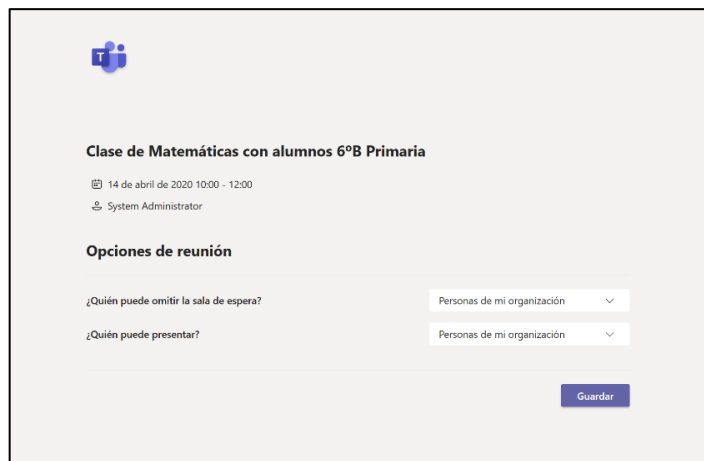 T
Clase de Matemáticas con alumnos 6ºB Primaria
14 de abril de 2020 10:00 - 12:00
System Administrator
Opciones de reunión
¿Quién puede omitir la sala de espera? Personas de mi organización
¿Quién puede presentar? Personas de mi organización
Guardar